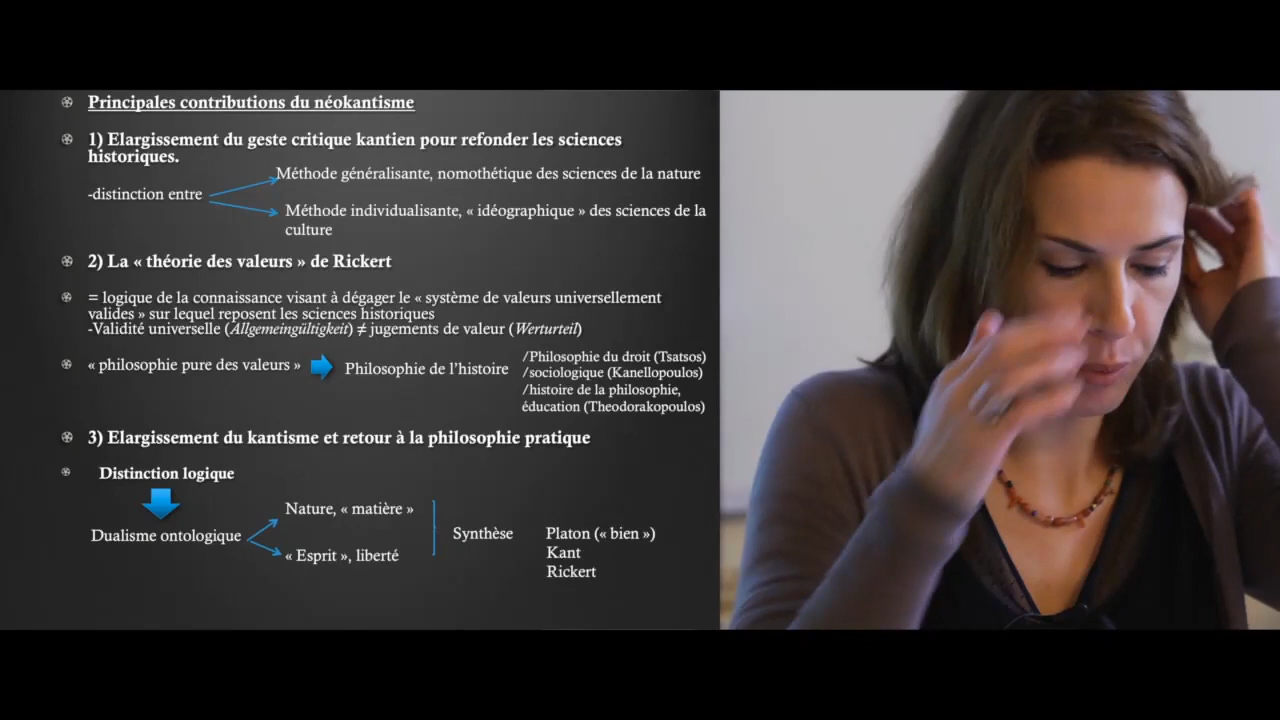 Principales contributions du néokantisme
1) Elargissement du geste critique kantien pour refonder les sciences
historiques.
Méthode généralisante, nomothétique des sciences de la nature
-distinction entre
Méthode individualisante, « idéographique » des sciences de la
culture
2) La « théorie des valeurs » de Rickert
= logique de la connaissance visant à dégager le « système de valeurs universellement
valides » sur lequel reposent les sciences historiques
-Validité universelle (Allgemeingültigkeit) ≠ jugements de valeur (Werturteil)
« philosophie pure des valeurs »
Philosophie de l'histoire
/Philosophie du droit (Tsatsos)
/sociologique (Kanellopoulos)
/histoire de la philosophie,
éducation (Theodorakopoulos)
3) Elargissement du kantisme et retour à la philosophie pratique
Distinction logique
Dualisme ontologique
Nature, « matière »
« Esprit », liberté
Synthèse
Platon (« bien »)
Kant
Rickert